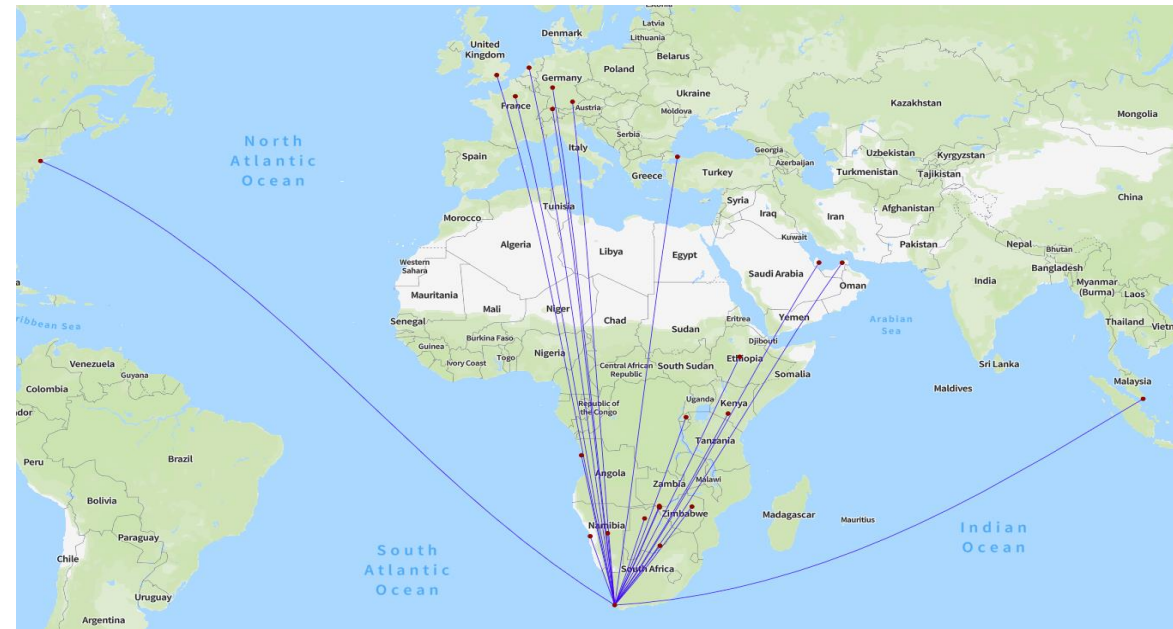 Denmark
Latvia
Lithuania
United
Kingdom
Belarus
Poland
Germany
Ukraine
France
Austria
Kazakhstan
Moldova
Mongolia
North
Atlantic
Ocean
Serbia
Italy
Spain
Georgia
Azerbaijan
Uzbekistan
Kyrgyzstan
Turkmenistan
Tajikistan
Greece
Turkey
China
Syria
Tunisia
Morocco
Iraq
Iran
Afghanistan
Kuwait
Algeria
Libya
Egypt
Pakistan
Nepal
Bhutan
Western
Sahara
Saudi Arabia
Oman
India
Bangladesh
Myanmar
(Burma)
Laos
Mauritania
Mali
Niger
Chad
Sudan
Eritrea
Yemen
Arabian
Sea
Senegal
ribbean Sea
Thailand
Vietn
Burkina Faso
Guinea
Ivory Coast
Togo
Nigeria
Djibouti
Ethiopia
Central African
Republic
South Sudan
Somalia
Sri Lanka
Venezuela
Guyana
Colombia
Maldives
Malaysia
Republic of
the Congo
Uganda
Kenya
dor
Tanzania
Peru
Brazil
Angola
Zambia
Malawi
Bolivia
Zimbabwe
Madagascar
Mauritius
Namibia
Indian
Ocean
Paraguay
Chile
South
Atlantic
Ocean
South Africa
Uruguay
Argentina